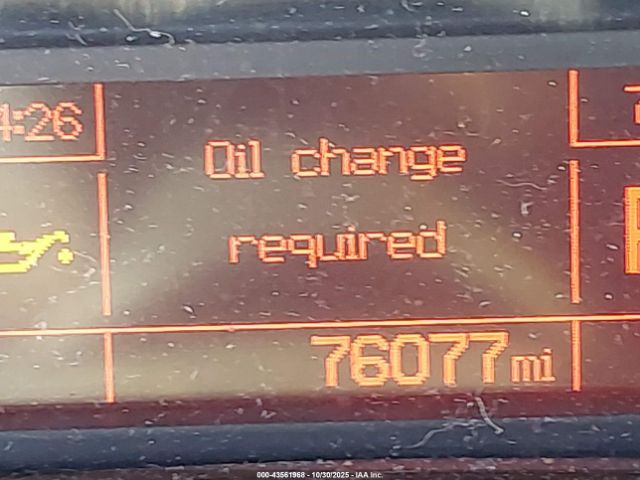 4:26
Oil change
required
76077 mi
000-43561968 - 10/30/2025 - IAA Inc.